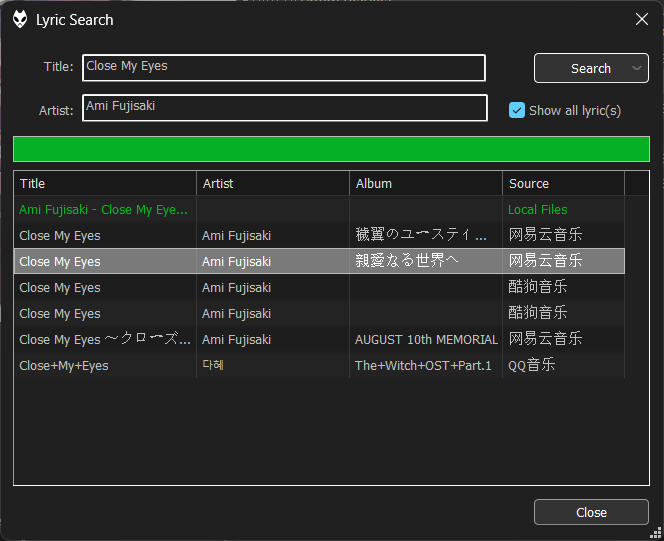 Lyric Search
Title: Close My Eyes Search
Artist: Ami Fujisaki Show all lyric(s)
Title Artist Album Source
Ami Fujisaki - Close My Eye... Local Files
Close My Eyes Ami Fujisaki 穢翼のユースティ... 网易云音乐
Close My Eyes Ami Fujisaki 親愛なる世界へ 网易云音乐
Close My Eyes Ami Fujisaki 酷狗音乐
Close My Eyes Ami Fujisaki 酷狗音乐
Close My Eyes ～クローズ... Ami Fujisaki AUGUST 10th MEMORIAL 网易云音乐
Close+My+Eyes 다혜 The+Witch+OST+Part.1 QQ音乐
Close